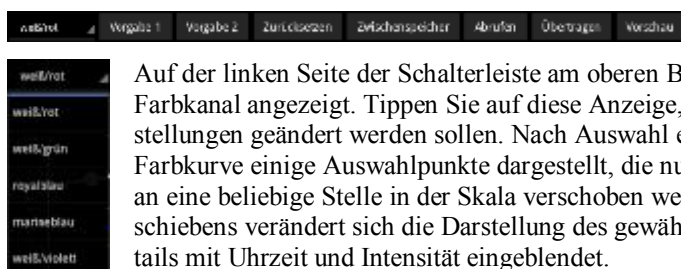 weiß/rot Vorgabe 1 Vorgabe 2 Zurücksetzen Zwischenspeicher Abrufen Übertragen Vorschau
weiß/rot
weiß/rot
weiß/grün
royalblau
marineblau
weiß/violett
Auf der linken Seite der Schalterleiste am oberen B
Farbkanal angezeigt. Tippen Sie auf diese Anzeige,
stellungen geändert werden sollen. Nach Auswahl e
Farbkurve einige Auswahlpunkte dargestellt, die nu
an eine beliebige Stelle in der Skala verschoben we
schiebens verändert sich die Darstellung des gewäh
tails mit Uhrzeit und Intensität eingeblendet.